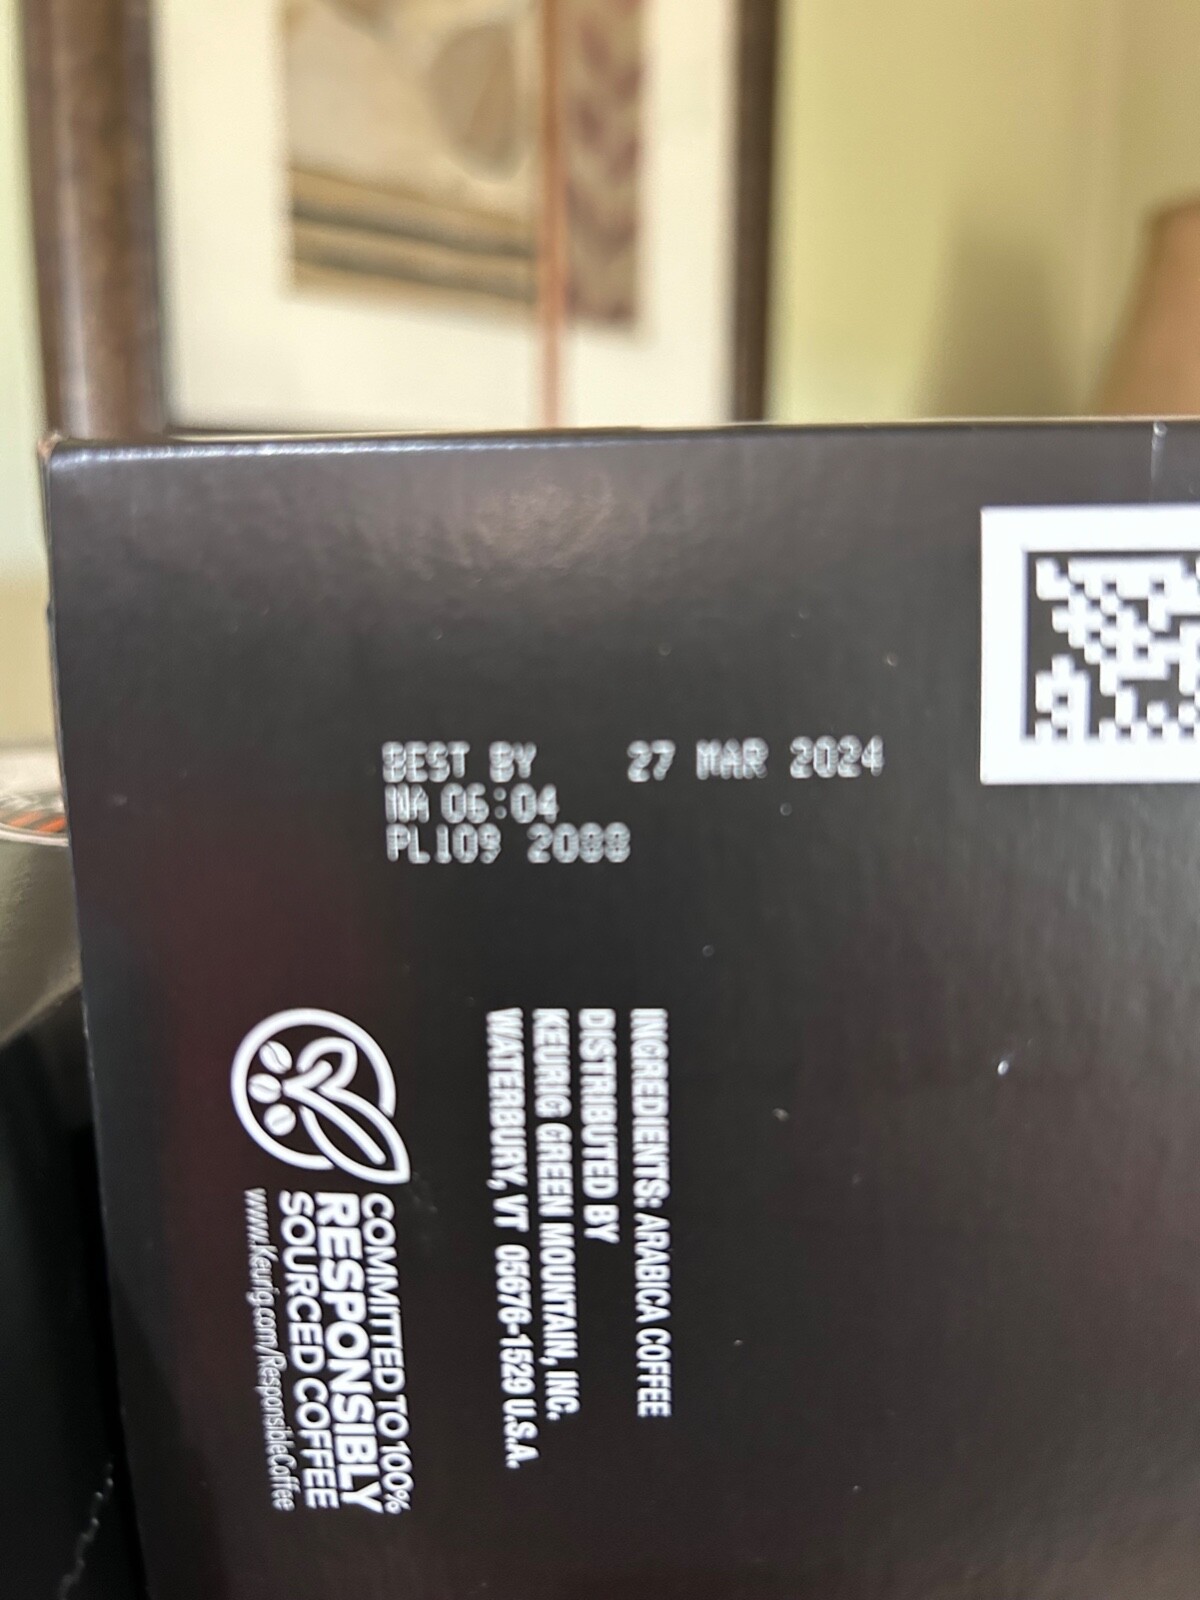 BEST BY 27 MAR 2024
NA 06:04
PL109 2088
INGREDIENTS: ARABICA COFFEE
DISTRIBUTED BY
KEURIG GREEN MOUNTAIN, INC.
WATERBURY, VT 05676-1529 U.S.A.
COMMITTED TO 100%
RESPONSIBLY
SOURCED COFFEE
www.Keurig.com/ResponsibleCoffee